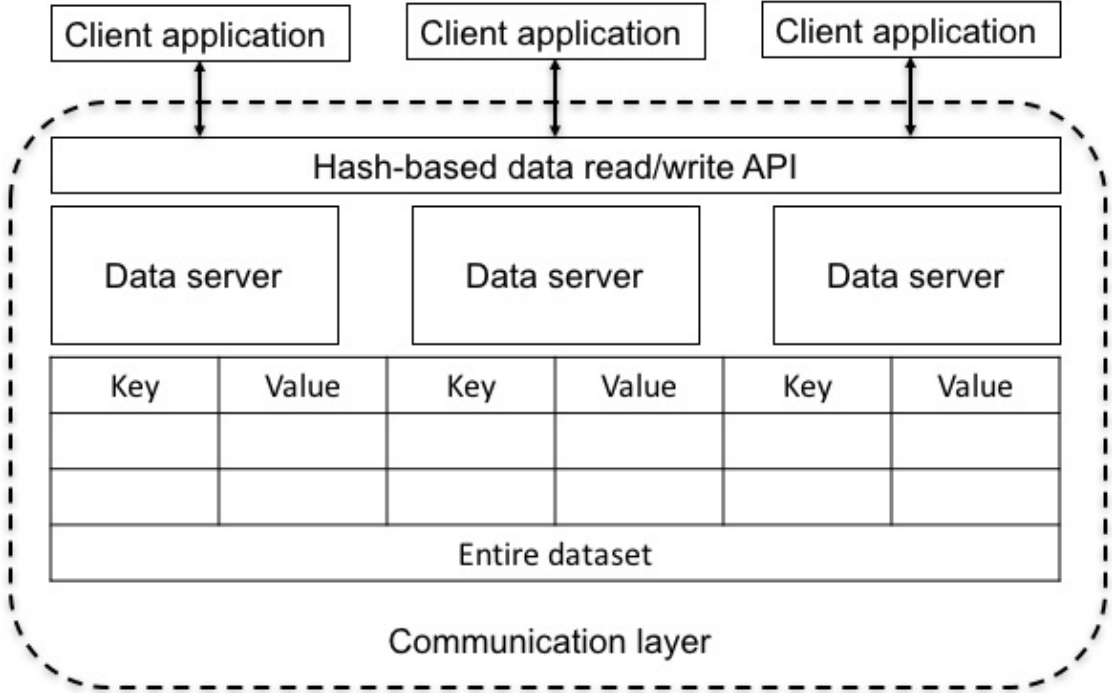 Client application Client application Client application
Hash-based data read/write API
Data server Data server Data server
Key Value Key Value Key Value
Entire dataset
Communication layer